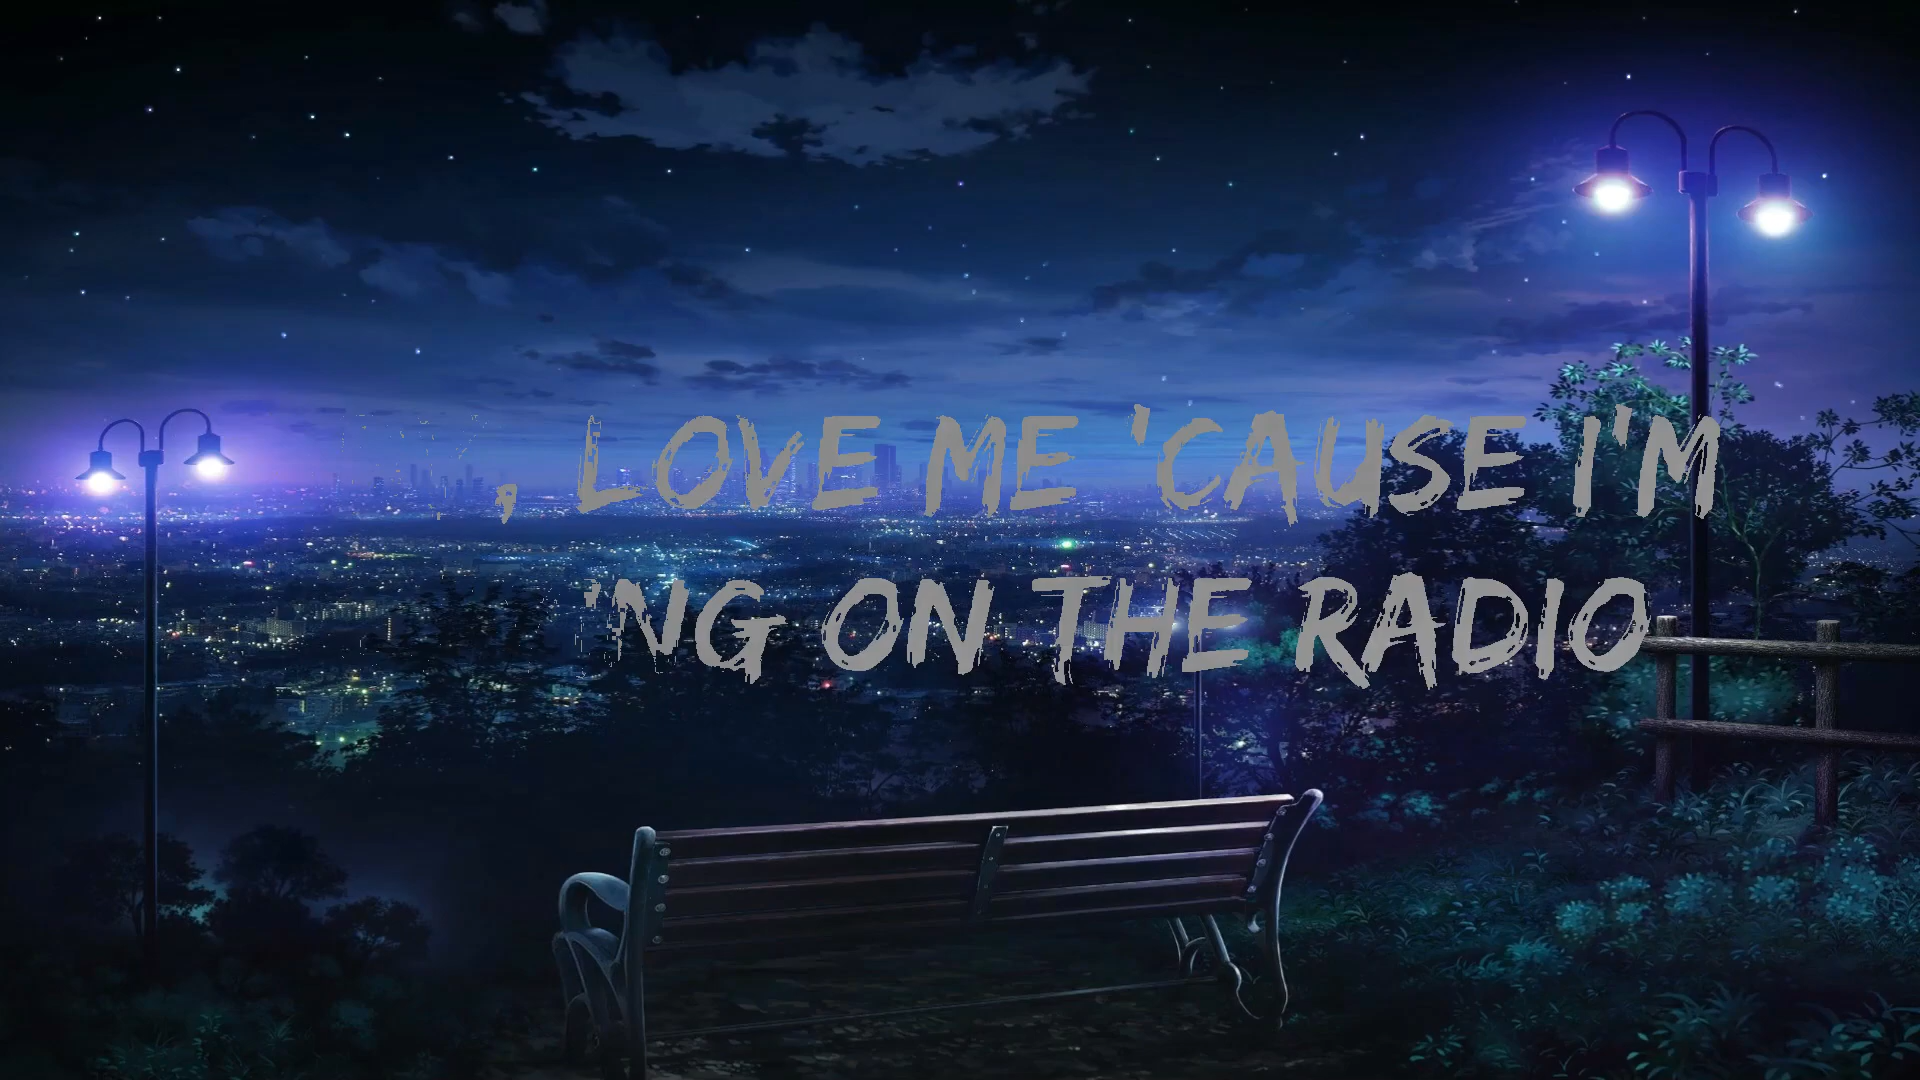 , LOVE ME 'CAUSE I'M
NG ON THE RADIO